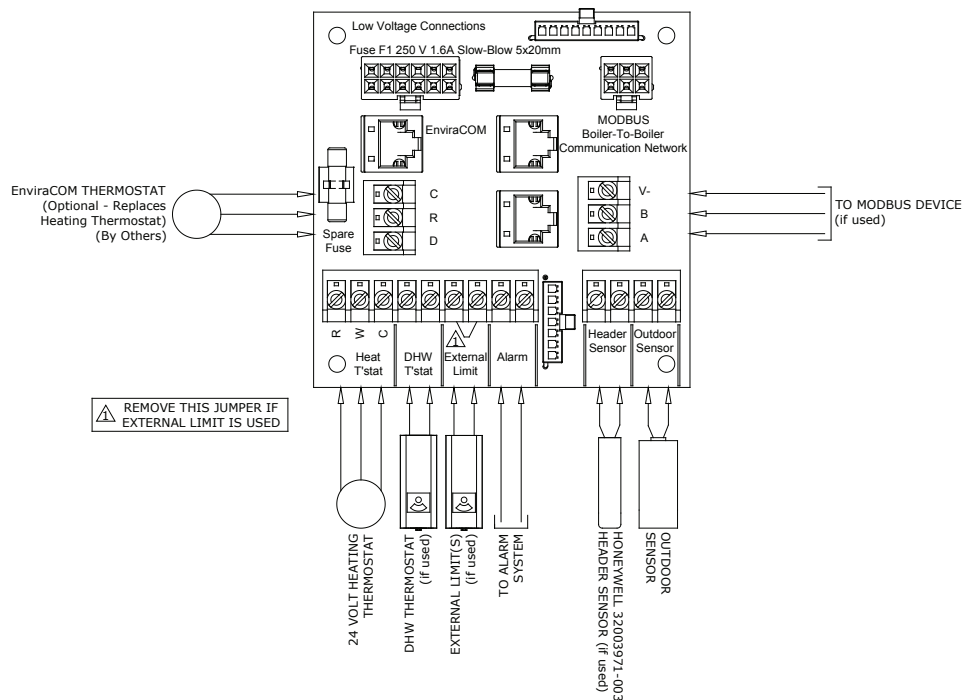 Low Voltage Connections
Fuse F1 250 V 1.6A Slow-Blow 5x20mm
EnviraCOM
MODBUS
Boiler-To-Boiler
Communication Network
EnviraCOM THERMOSTAT
(Optional - Replaces
Heating Thermostat)
(By Others)
Spare
Fuse
C
R
D
V-
B
A
TO MODBUS DEVICE
(if used)
R
W
C
Heat
T'stat
DHW
T'stat
1
External
Limit
Alarm
Header
Sensor
Outdoor
Sensor
1
REMOVE THIS JUMPER IF
EXTERNAL LIMIT IS USED
24 VOLT HEATING
THERMOSTAT
DHW THERMOSTAT
(if used)
EXTERNAL LIMIT(S)
(if used)
TO ALARM
SYSTEM
HONEYWELL 32003971-003
HEADER SENSOR (if used)
OUTDOOR
SENSOR